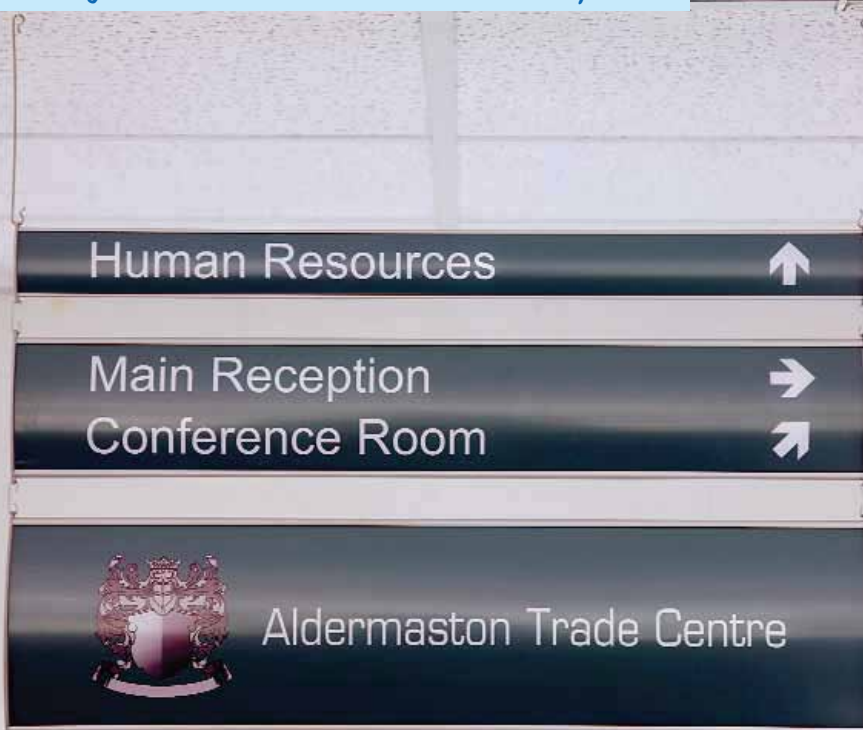 Human Resources
Main Reception
Conference Room
Aldermaston Trade Centre